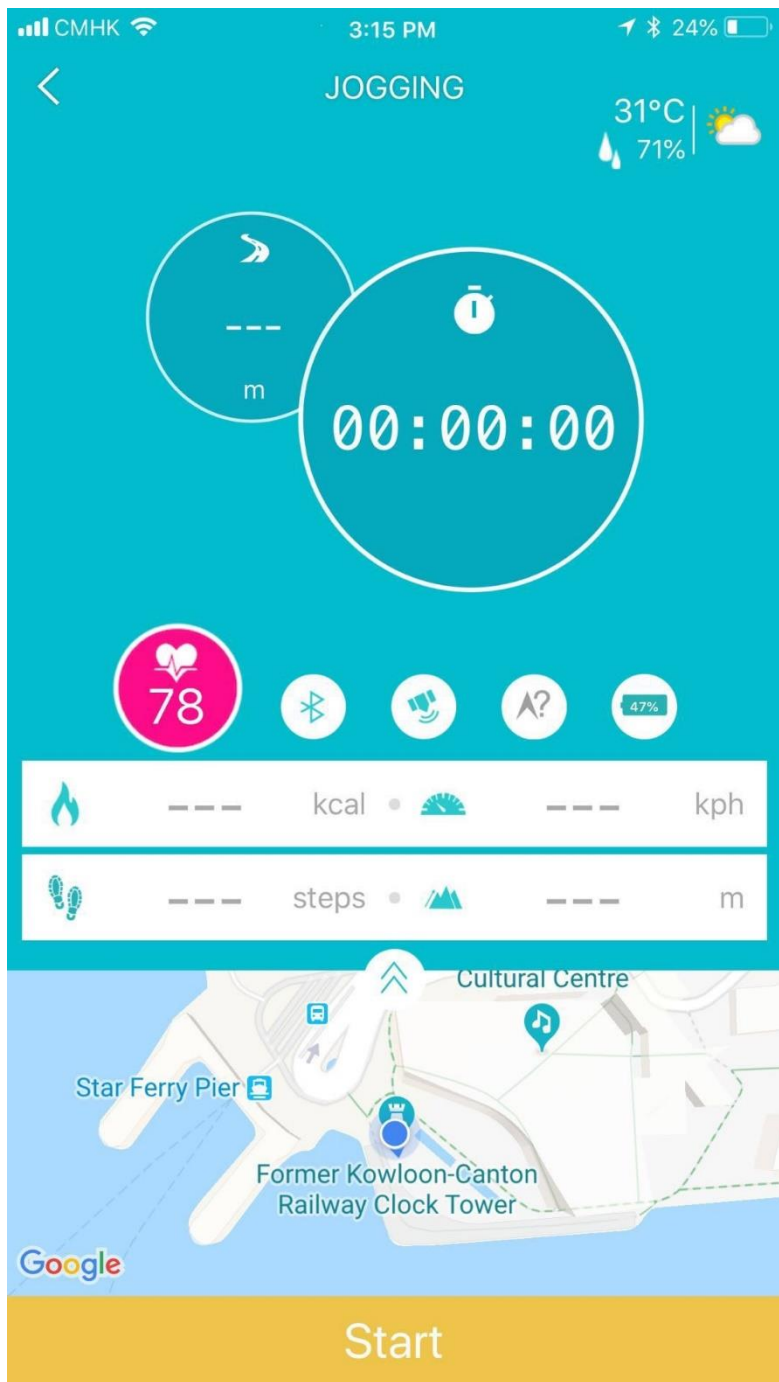 CMHK 3:15 PM 24%
JOGGING
31°C
71%
---
m
00:00:00
78
A?
47%
--- kcal --- kph
--- steps --- m
Cultural Centre
Star Ferry Pier
Former Kowloon-Canton
Railway Clock Tower
Google
Start